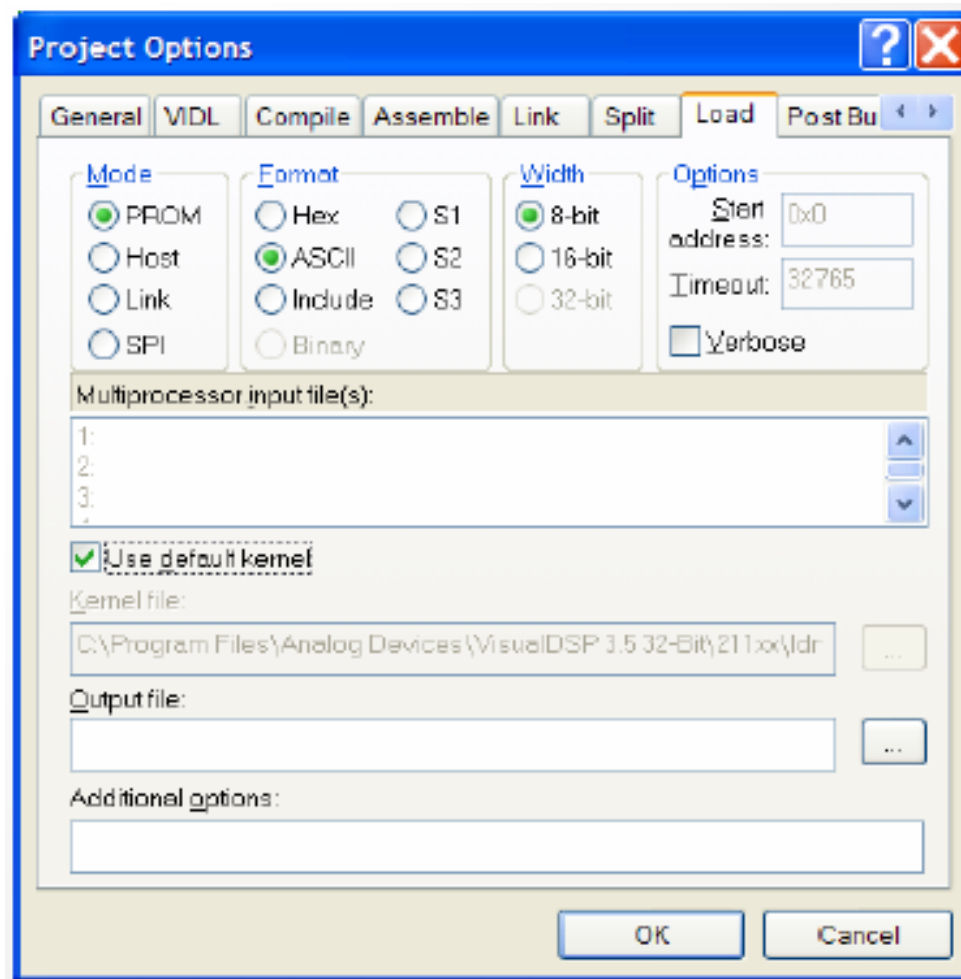 Project Options
General VIDL Compile Assemble Link Split Load Post Bu
Mode
PROM
Host
Link
SPI
Format
Hex S1
ASCII S2
Include S3
Binary
Width
8-bit
16-bit
32-bit
Options
Start address: 0x0
Timeout: 32765
Verbose
Multiprocessor input file(s):
1:
2:
3:
Use default kernel
Kernel file:
C:\Program Files\Analog Devices\VisualDSP 3.5 32-Bit\211xx\ldr
...
Output file:
...
Additional options:
OK Cancel